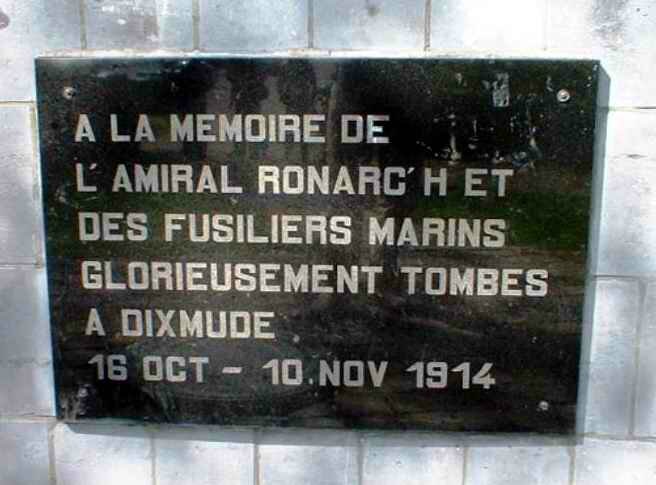 A LA MEMOIRE DE
L'AMIRAL RONARC'H ET
DES FUSILIERS MARINS
GLORIEUSEMENT TOMBES
A DIXMUDE
16 OCT - 10.NOV 1914